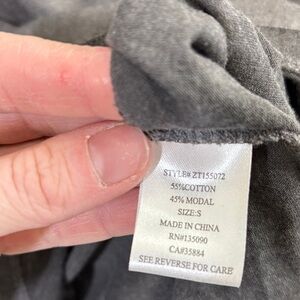 STYLE# ZT155072
55%COTTON
45% MODAL
SIZE:S
MADE IN CHINA
RN#135090
CA#35884
SEE REVERSE FOR CARE